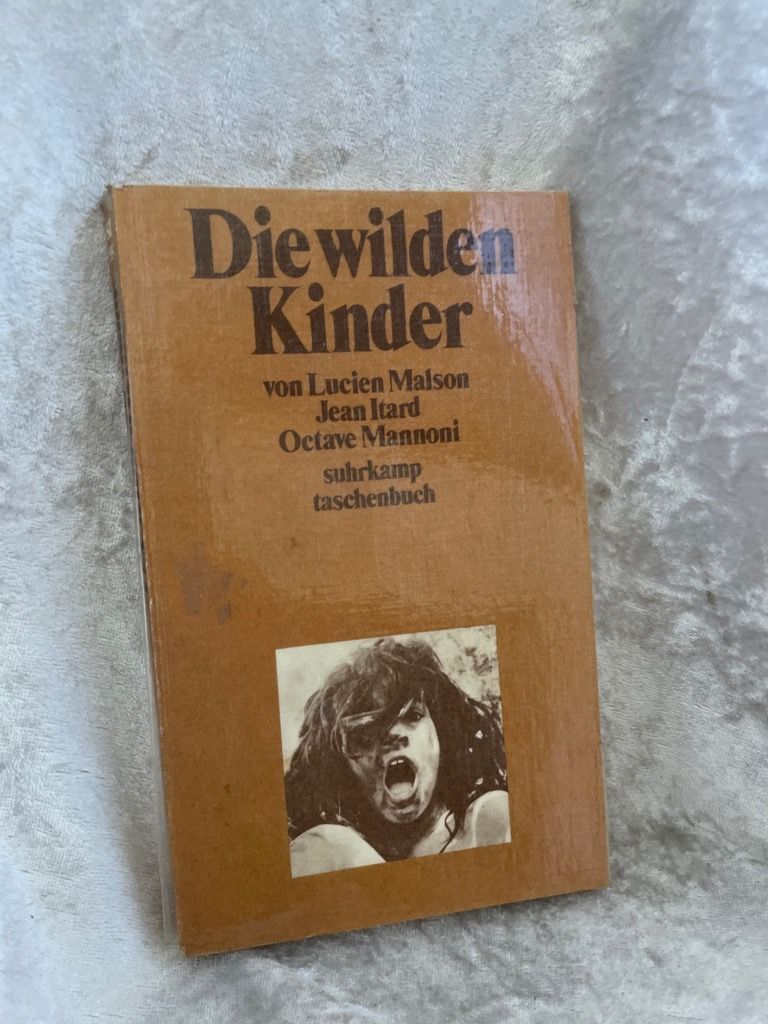 Die wilden
Kinder
von Lucien Malson
Jean Itard
Octave Mannoni
suhrkamp
taschenbuch